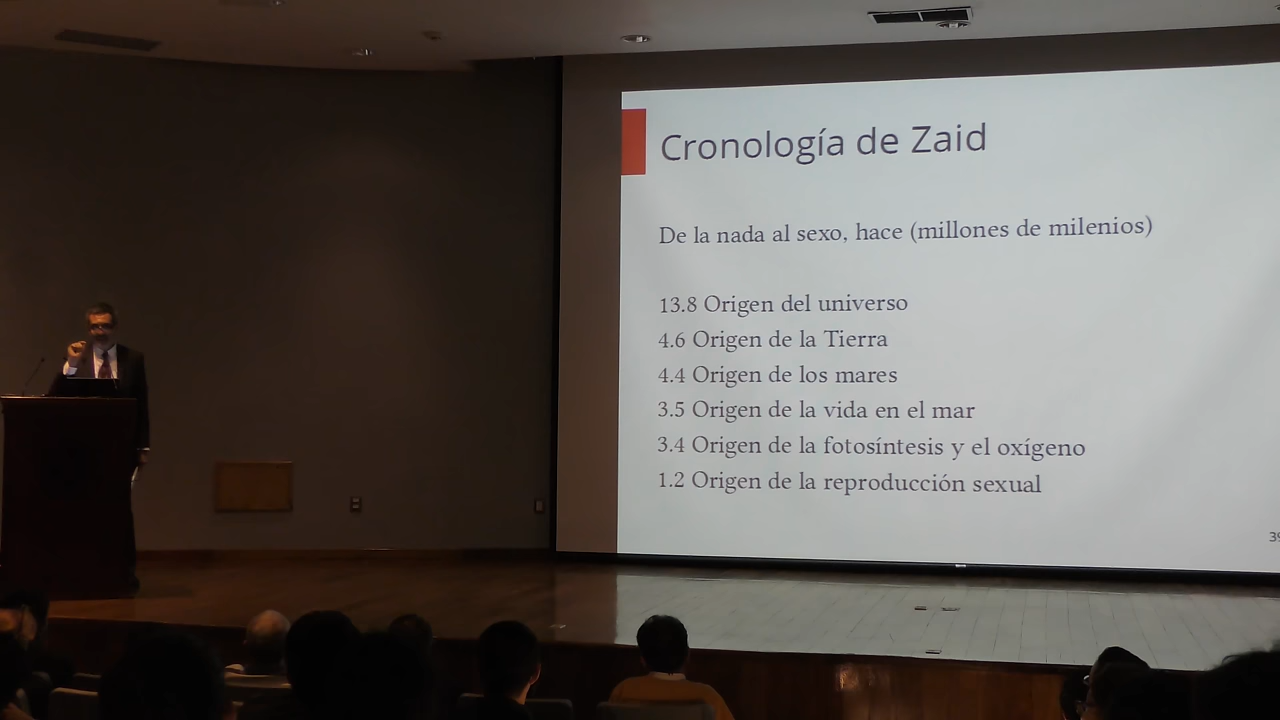 Cronología de Zaid
De la nada al sexo, hace (millones de milenios)
13.8 Origen del universo
4.6 Origen de la Tierra
4.4 Origen de los mares
3.5 Origen de la vida en el mar
3.4 Origen de la fotosíntesis y el oxígeno
1.2 Origen de la reproducción sexual
39